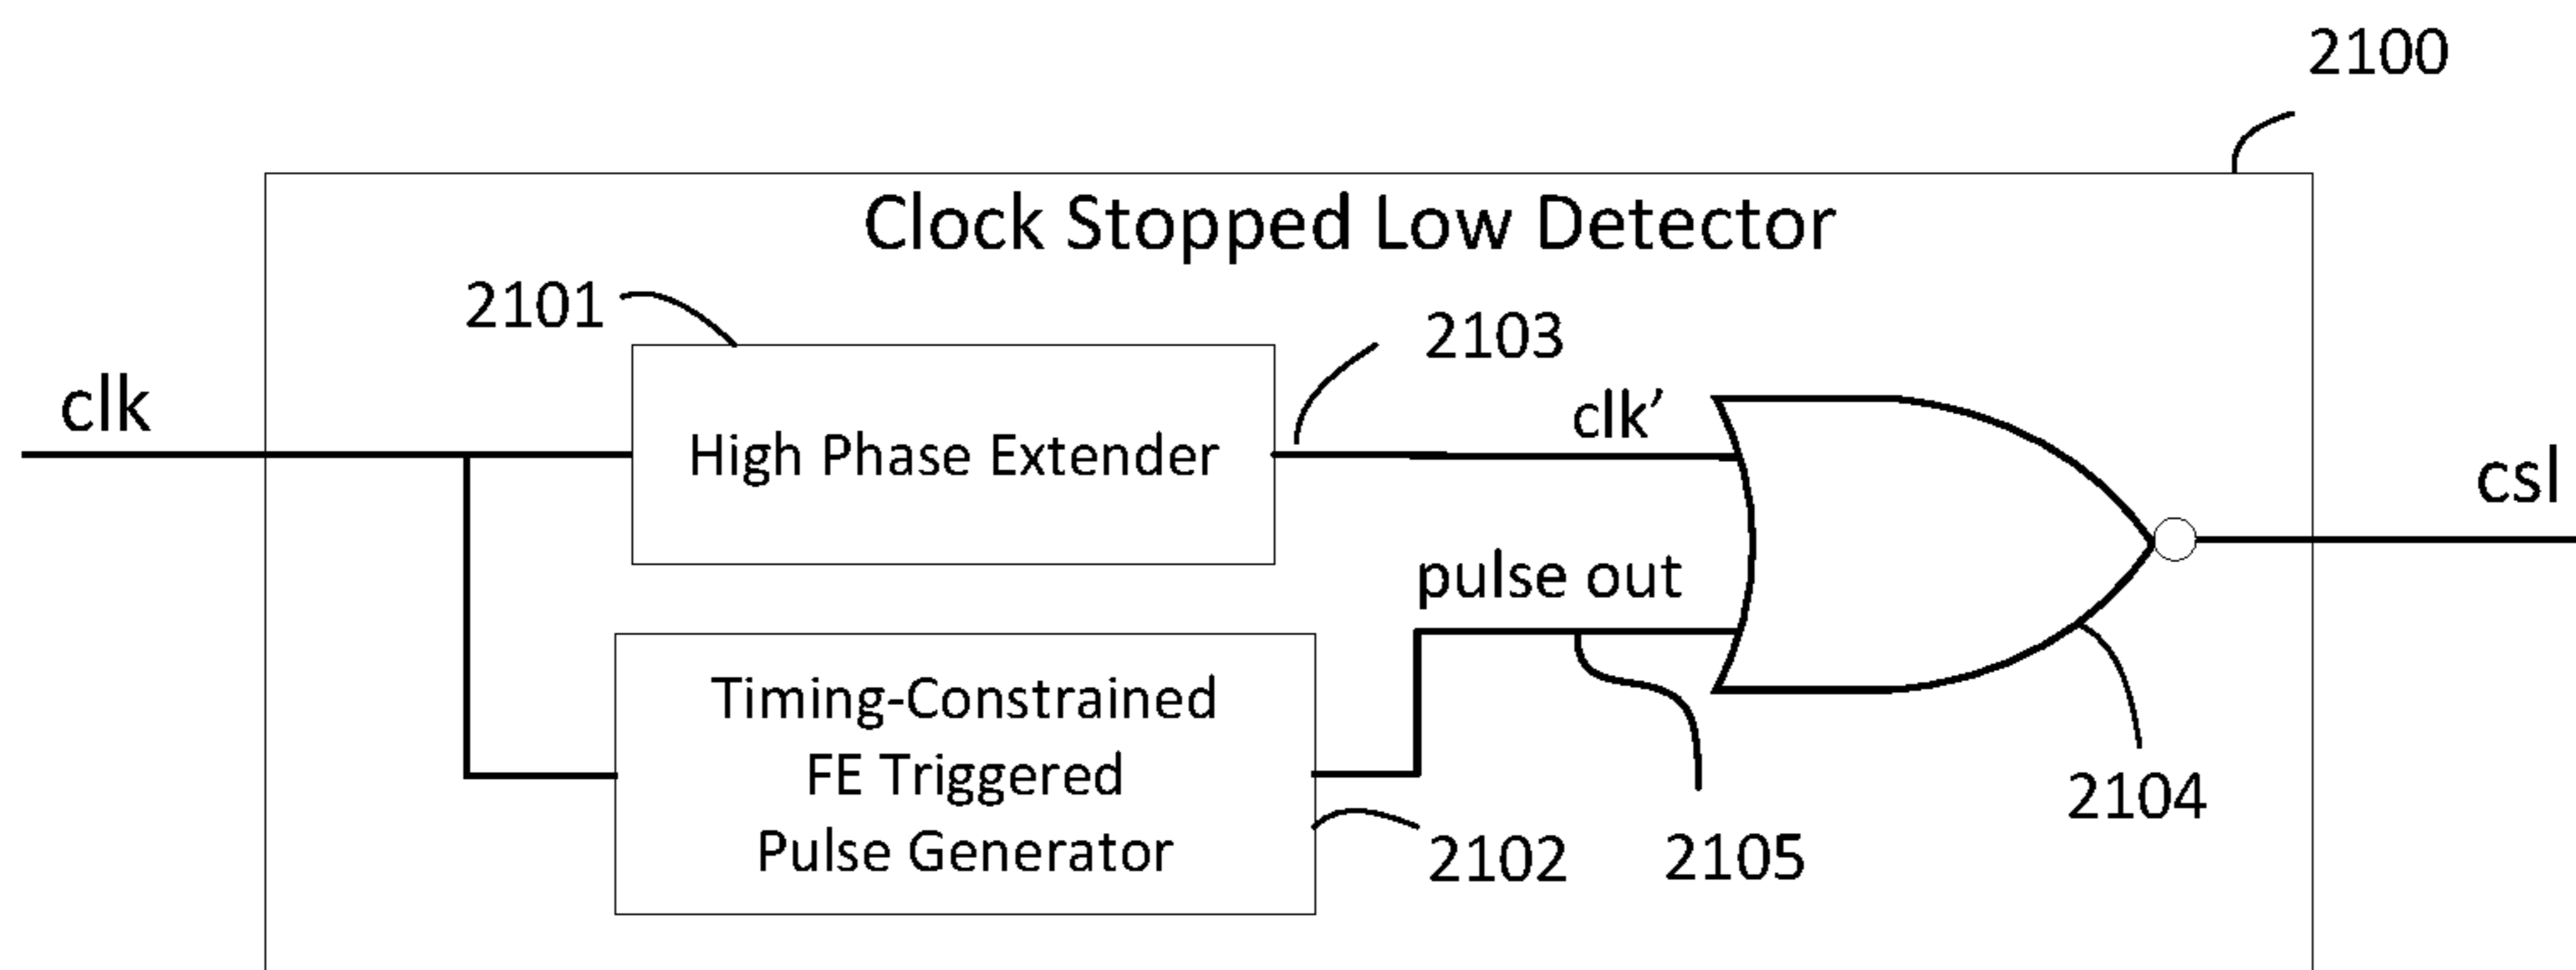 2100
Clock Stopped Low Detector
2101
2103
clk
clk’
High Phase Extender
csl
pulse out
Timing-Constrained
FE Triggered
Pulse Generator
2104
2102
2105